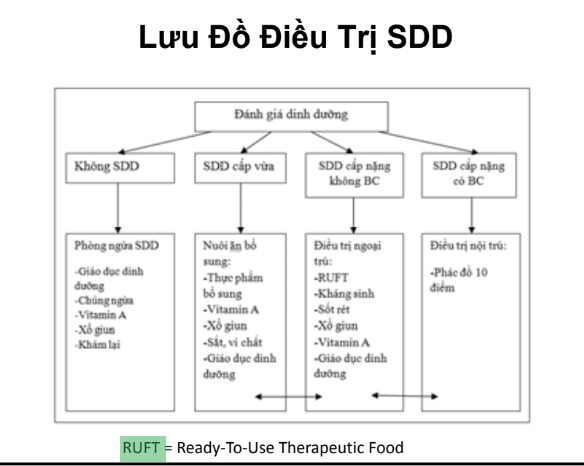 Lưu Đồ Điều Trị SDD
Đánh giá dinh dưỡng
Không SDD
SDD cấp vừa
SDD cấp nặng
không BC
SDD cấp nặng
có BC
Phòng ngừa SDD
-Giáo dục dinh
dưỡng
-Chủng ngừa
-Vitamin A
-Xổ giun
-Khám lại
Nuôi ăn bổ
sung:
-Thực phẩm
bổ sung
-Vitamin A
-Xổ giun
-Sắt, vi chất
-Giáo dục dinh
dưỡng
Điều trị ngoại
trú:
-RUFT
-Kháng sinh
-Sốt rét
-Xổ giun
-Vitamin A
-Giáo dục dinh
dưỡng
Điều trị nội trú:
-Phác đồ 10
điểm
RUFT = Ready-To-Use Therapeutic Food